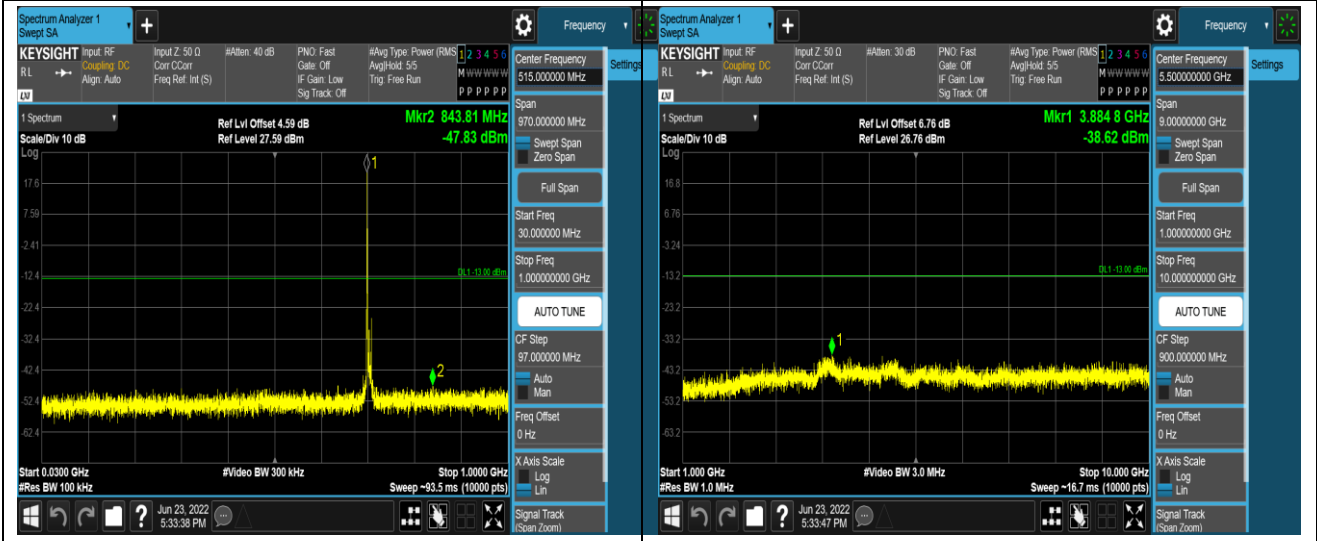 Spectrum Analyzer 1
Swept SA
Frequency
KEYSIGHT
RL
LXI
Input: RF
Coupling: DC
Align: Auto
Input Z: 50 Ω
Corr CCorr
Freq Ref: Int (S)
#Atten: 40 dB
PNO: Fast
Gate: Off
IF Gain: Low
Sig Track: Off
#Avg Type: Power (RMS
Avg|Hold: 5/5
Trig: Free Run
1 2 3 4 5 6
M W W W W W
P P P P P P
1 Spectrum
Scale/Div 10 dB
Log
Ref Lvl Offset 4.59 dB
Ref Level 27.59 dBm
Mkr2 843.81 MHz
-47.83 dBm
1
17.6
7.59
-2.41
-12.4
DL1 -13.00 dBm
-22.4
-32.4
-42.4
2
-52.4
-62.4
Start 0.0300 GHz
#Res BW 100 kHz
#Video BW 300 kHz
Stop 1.0000 GHz
Sweep ~93.5 ms (10000 pts)
Jun 23, 2022
5:33:38 PM
Center Frequency
515.000000 MHz
Span
970.000000 MHz
Swept Span
Zero Span
Full Span
Start Freq
30.000000 MHz
Stop Freq
1.000000000 GHz
AUTO TUNE
CF Step
97.000000 MHz
Auto
Man
Freq Offset
0 Hz
X Axis Scale
Log
Lin
Signal Track
(Span Zoom)
Settings
Spectrum Analyzer 1
Swept SA
Frequency
KEYSIGHT
RL
LXI
Input: RF
Coupling: DC
Align: Auto
Input Z: 50 Ω
Corr CCorr
Freq Ref: Int (S)
#Atten: 30 dB
PNO: Fast
Gate: Off
IF Gain: Low
Sig Track: Off
#Avg Type: Power (RMS
Avg|Hold: 5/5
Trig: Free Run
1 2 3 4 5 6
M W W W W W
P P P P P P
1 Spectrum
Scale/Div 10 dB
Log
Ref Lvl Offset 6.76 dB
Ref Level 26.76 dBm
Mkr1 3.884 8 GHz
-38.62 dBm
16.8
6.76
-3.24
-13.2
DL1 -13.00 dBm
-23.2
-33.2
1
-43.2
-53.2
-63.2
Start 1.000 GHz
#Res BW 1.0 MHz
#Video BW 3.0 MHz
Stop 10.000 GHz
Sweep ~16.7 ms (10000 pts)
Jun 23, 2022
5:33:47 PM
Center Frequency
5.500000000 GHz
Span
9.00000000 GHz
Swept Span
Zero Span
Full Span
Start Freq
1.000000000 GHz
Stop Freq
10.000000000 GHz
AUTO TUNE
CF Step
900.000000 MHz
Auto
Man
Freq Offset
0 Hz
X Axis Scale
Log
Lin
Signal Track
(Span Zoom)
Settings